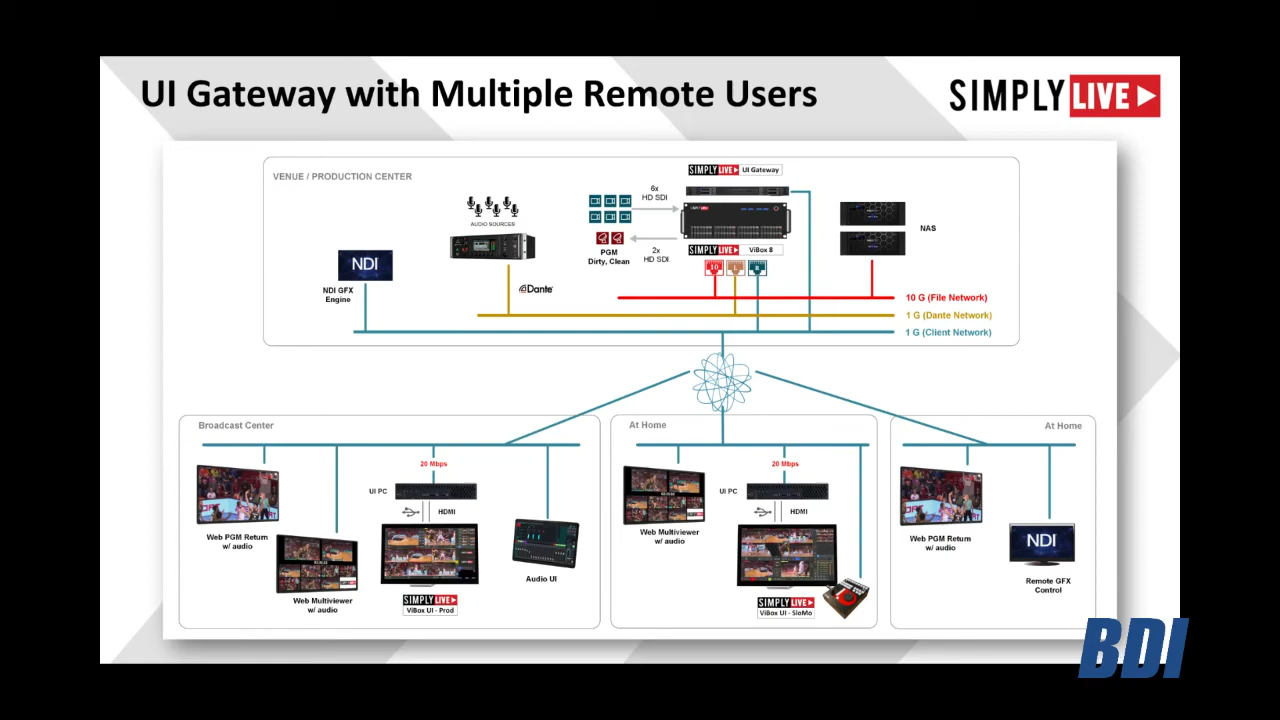 UI Gateway with Multiple Remote Users
SIMPLY LIVE
VENUE / PRODUCTION CENTER
SIMPLY LIVE UI Gateway
6x
HD SDI
AUDIO SOURCES
NAS
PGM
Dirty, Clean
2x
HD SDI
SIMPLY LIVE ViBox 8
NDI
NDI GFX
Engine
Dante
10
10 G (File Network)
1 G (Dante Network)
1 G (Client Network)
Broadcast Center
20 Mbps
UI PC
HDMI
Web PGM Return
w/ audio
Web Multiviewer
w/ audio
SIMPLY LIVE
ViBox UI - Prod
Audio UI
At Home
20 Mbps
UI PC
HDMI
Web Multiviewer
w/ audio
SIMPLY LIVE
ViBox UI - SloMo
At Home
Web PGM Return
w/ audio
NDI
Remote GFX
Control
BDI